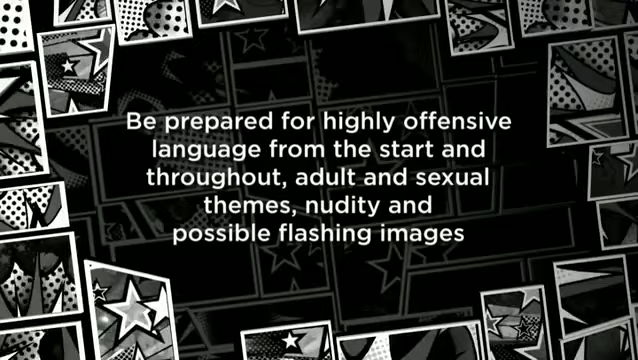 Be prepared for highly offensive
language from the start and
throughout, adult and sexual
themes, nudity and
possible flashing images